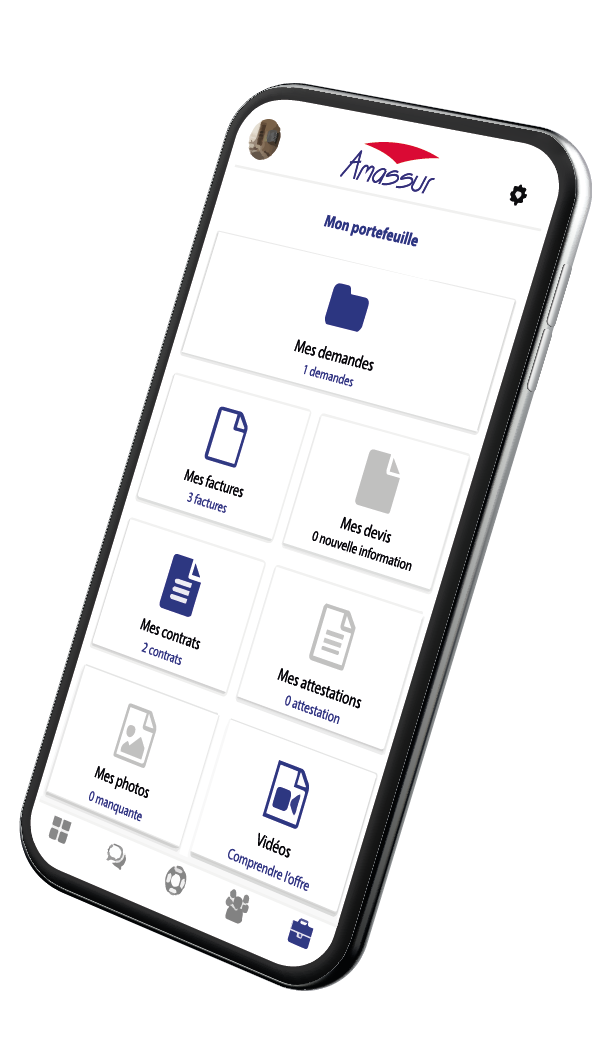 Amassur
Mon portefeuille
Mes demandes
1 demandes
Mes factures
3 factures
Mes devis
0 nouvelle information
Mes contrats
2 contrats
Mes attestations
0 attestation
Mes photos
0 manquante
Vidéos
Comprendre l'offre